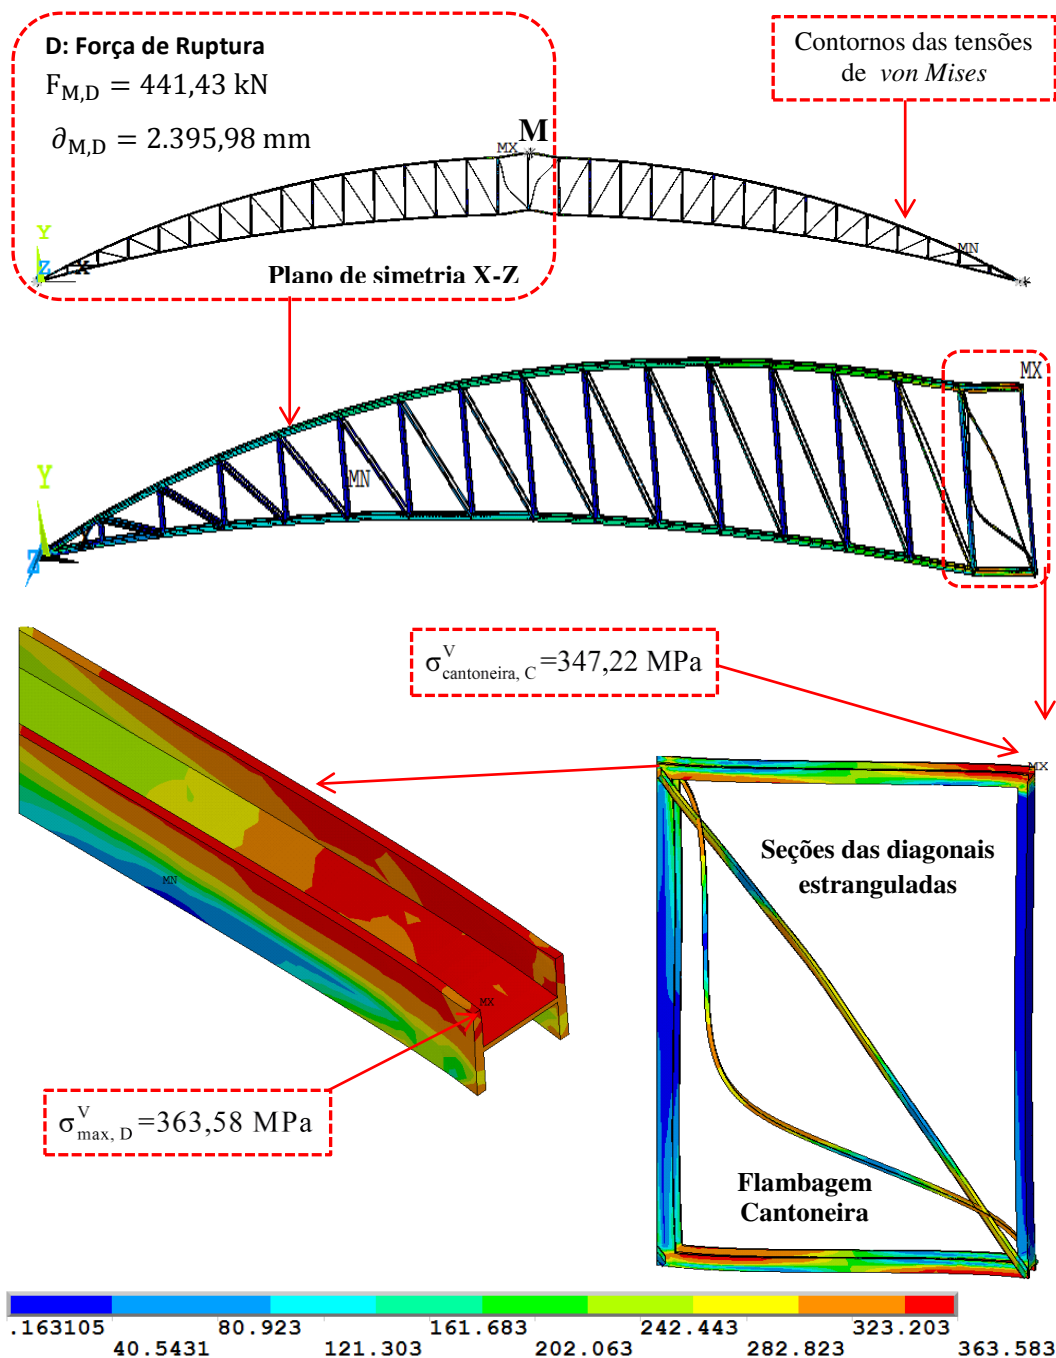 D: Força de Ruptura
F_M,D = 441,43 kN
∂_M,D = 2.395,98 mm
Contornos das tensões
de von Mises
M
MX
MN
Y
Z
X
Plano de simetria X-Z
MX
MN
Y
Z
σ^V_cantoneira, C =347,22 MPa
MX
Seções das diagonais
estranguladas
MN
MX
σ^V_max, D =363,58 MPa
Flambagem
Cantoneira
.163105 80.923 161.683 242.443 323.203
40.5431 121.303 202.063 282.823 363.583